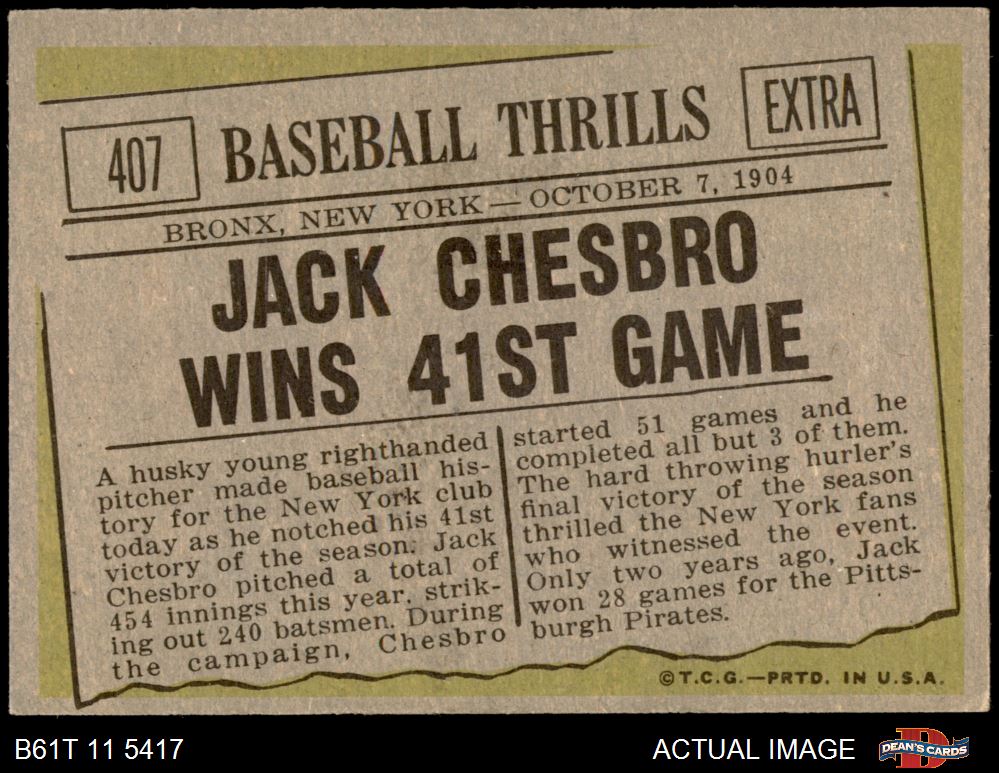 407
BASEBALL THRILLS
EXTRA
BRONX, NEW YORK — OCTOBER 7, 1904
JACK CHESBRO
WINS 41ST GAME
A husky young righthanded
pitcher made baseball his-
tory for the New York club
today as he notched his 41st
victory of the season. Jack
Chesbro pitched a total of
454 innings this year, strik-
ing out 240 batsmen. During
the campaign, Chesbro
started 51 games and he
completed all but 3 of them.
The hard throwing hurler's
final victory of the season
thrilled the New York fans
who witnessed the event.
Only two years ago, Jack
won 28 games for the Pitts-
burgh Pirates.
©T.C.G.—PRTD. IN U.S.A.
B61T 11 5417
ACTUAL IMAGE
D
DEAN'S CARDS